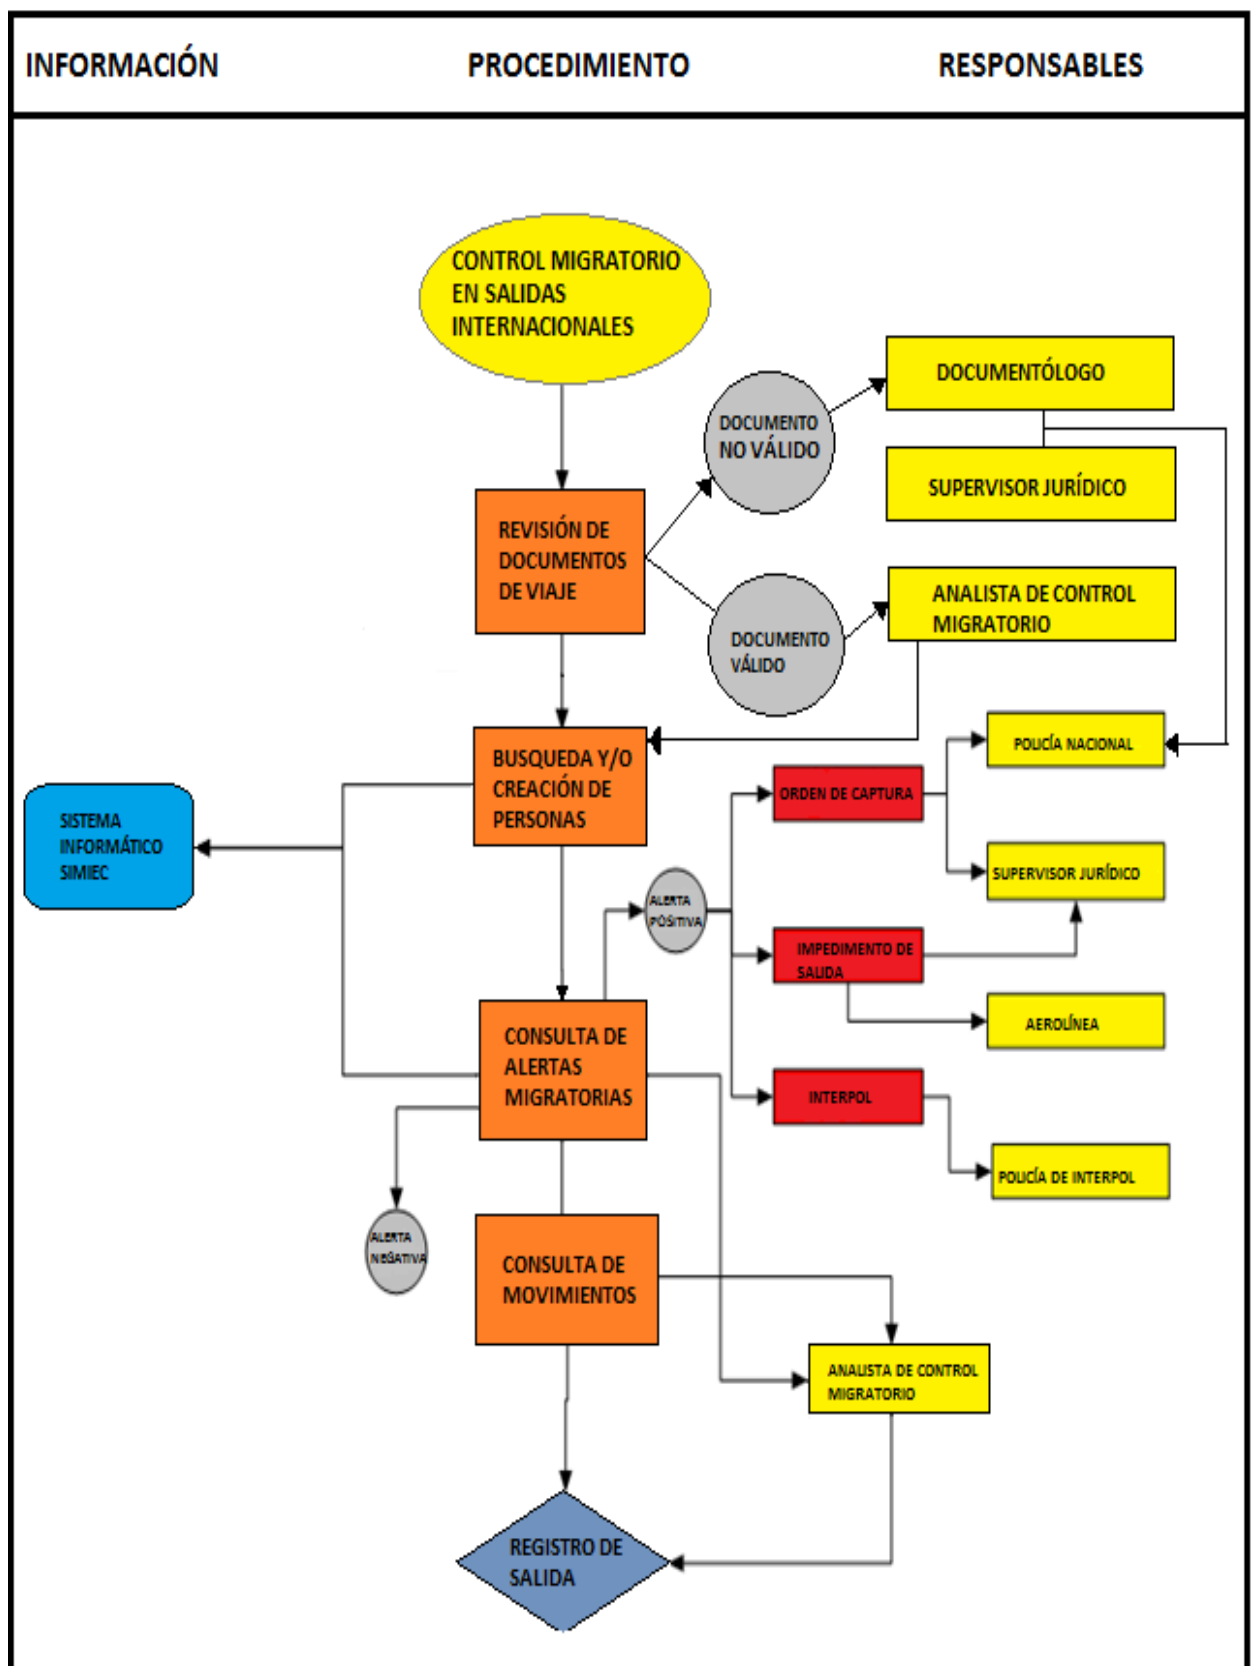 INFORMACIÓN
PROCEDIMIENTO
RESPONSABLES
CONTROL MIGRATORIO
EN SALIDAS
INTERNACIONALES
DOCUMENTÓLOGO
DOCUMENTO
NO VÁLIDO
SUPERVISOR JURÍDICO
REVISIÓN DE
DOCUMENTOS
DE VIAJE
ANALISTA DE CONTROL
MIGRATORIO
DOCUMENTO
VÁLIDO
POLICÍA NACIONAL
BUSQUEDA Y/O
CREACIÓN DE
PERSONAS
ORDEN DE CAPTURA
SISTEMA
INFORMÁTICO
SIMIEC
SUPERVISOR JURÍDICO
ALERTA
POSITIVA
IMPEDIMENTO DE
SALIDA
AEROLÍNEA
CONSULTA DE
ALERTAS
MIGRATORIAS
INTERPOL
POLICÍA DE INTERPOL
ALERTA
NEGATIVA
CONSULTA DE
MOVIMIENTOS
ANALISTA DE CONTROL
MIGRATORIO
REGISTRO DE
SALIDA